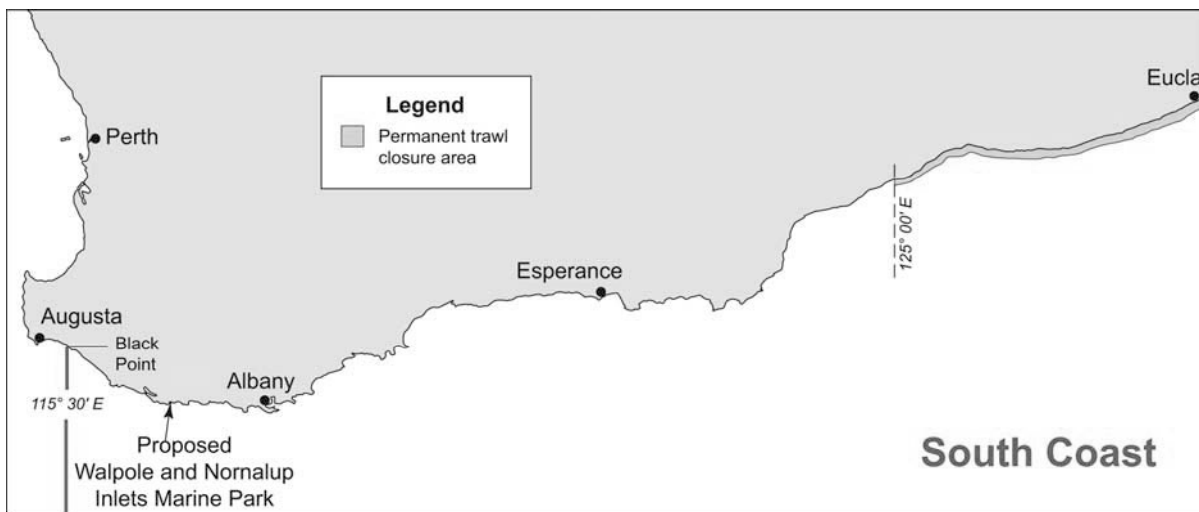 Eucla
Legend
Permanent trawl
closure area
Perth
125° 00' E
Esperance
Augusta
Black
Point
115° 30' E
Albany
Proposed
Walpole and Nornalup
Inlets Marine Park
South Coast